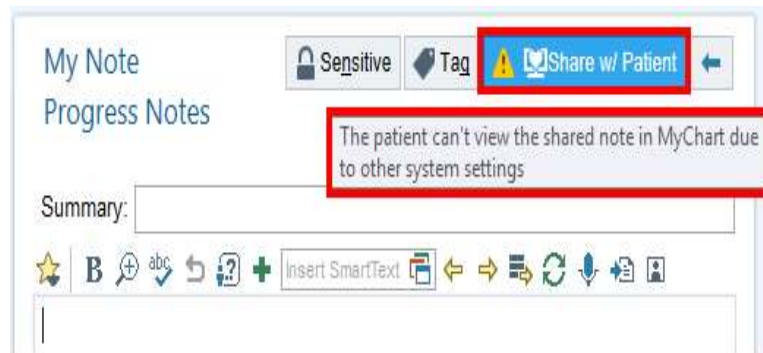 My Note
Sensitive
Tag
Share w/ Patient
Progress Notes
The patient can't view the shared note in MyChart due
to other system settings
Summary:
B
abc
?
Insert SmartText